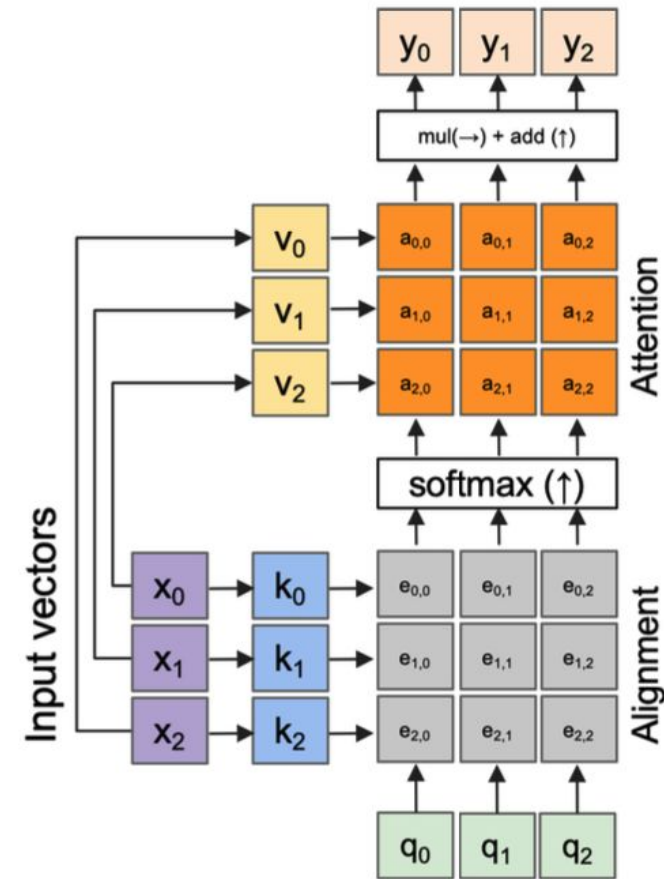 y0 y1 y2
mul(→) + add (↑)
v0 a0,0 a0,1 a0,2
v1 a1,0 a1,1 a1,2
v2 a2,0 a2,1 a2,2
Attention
softmax (↑)
Input vectors
x0 k0 e0,0 e0,1 e0,2
x1 k1 e1,0 e1,1 e1,2
x2 k2 e2,0 e2,1 e2,2
Alignment
q0 q1 q2